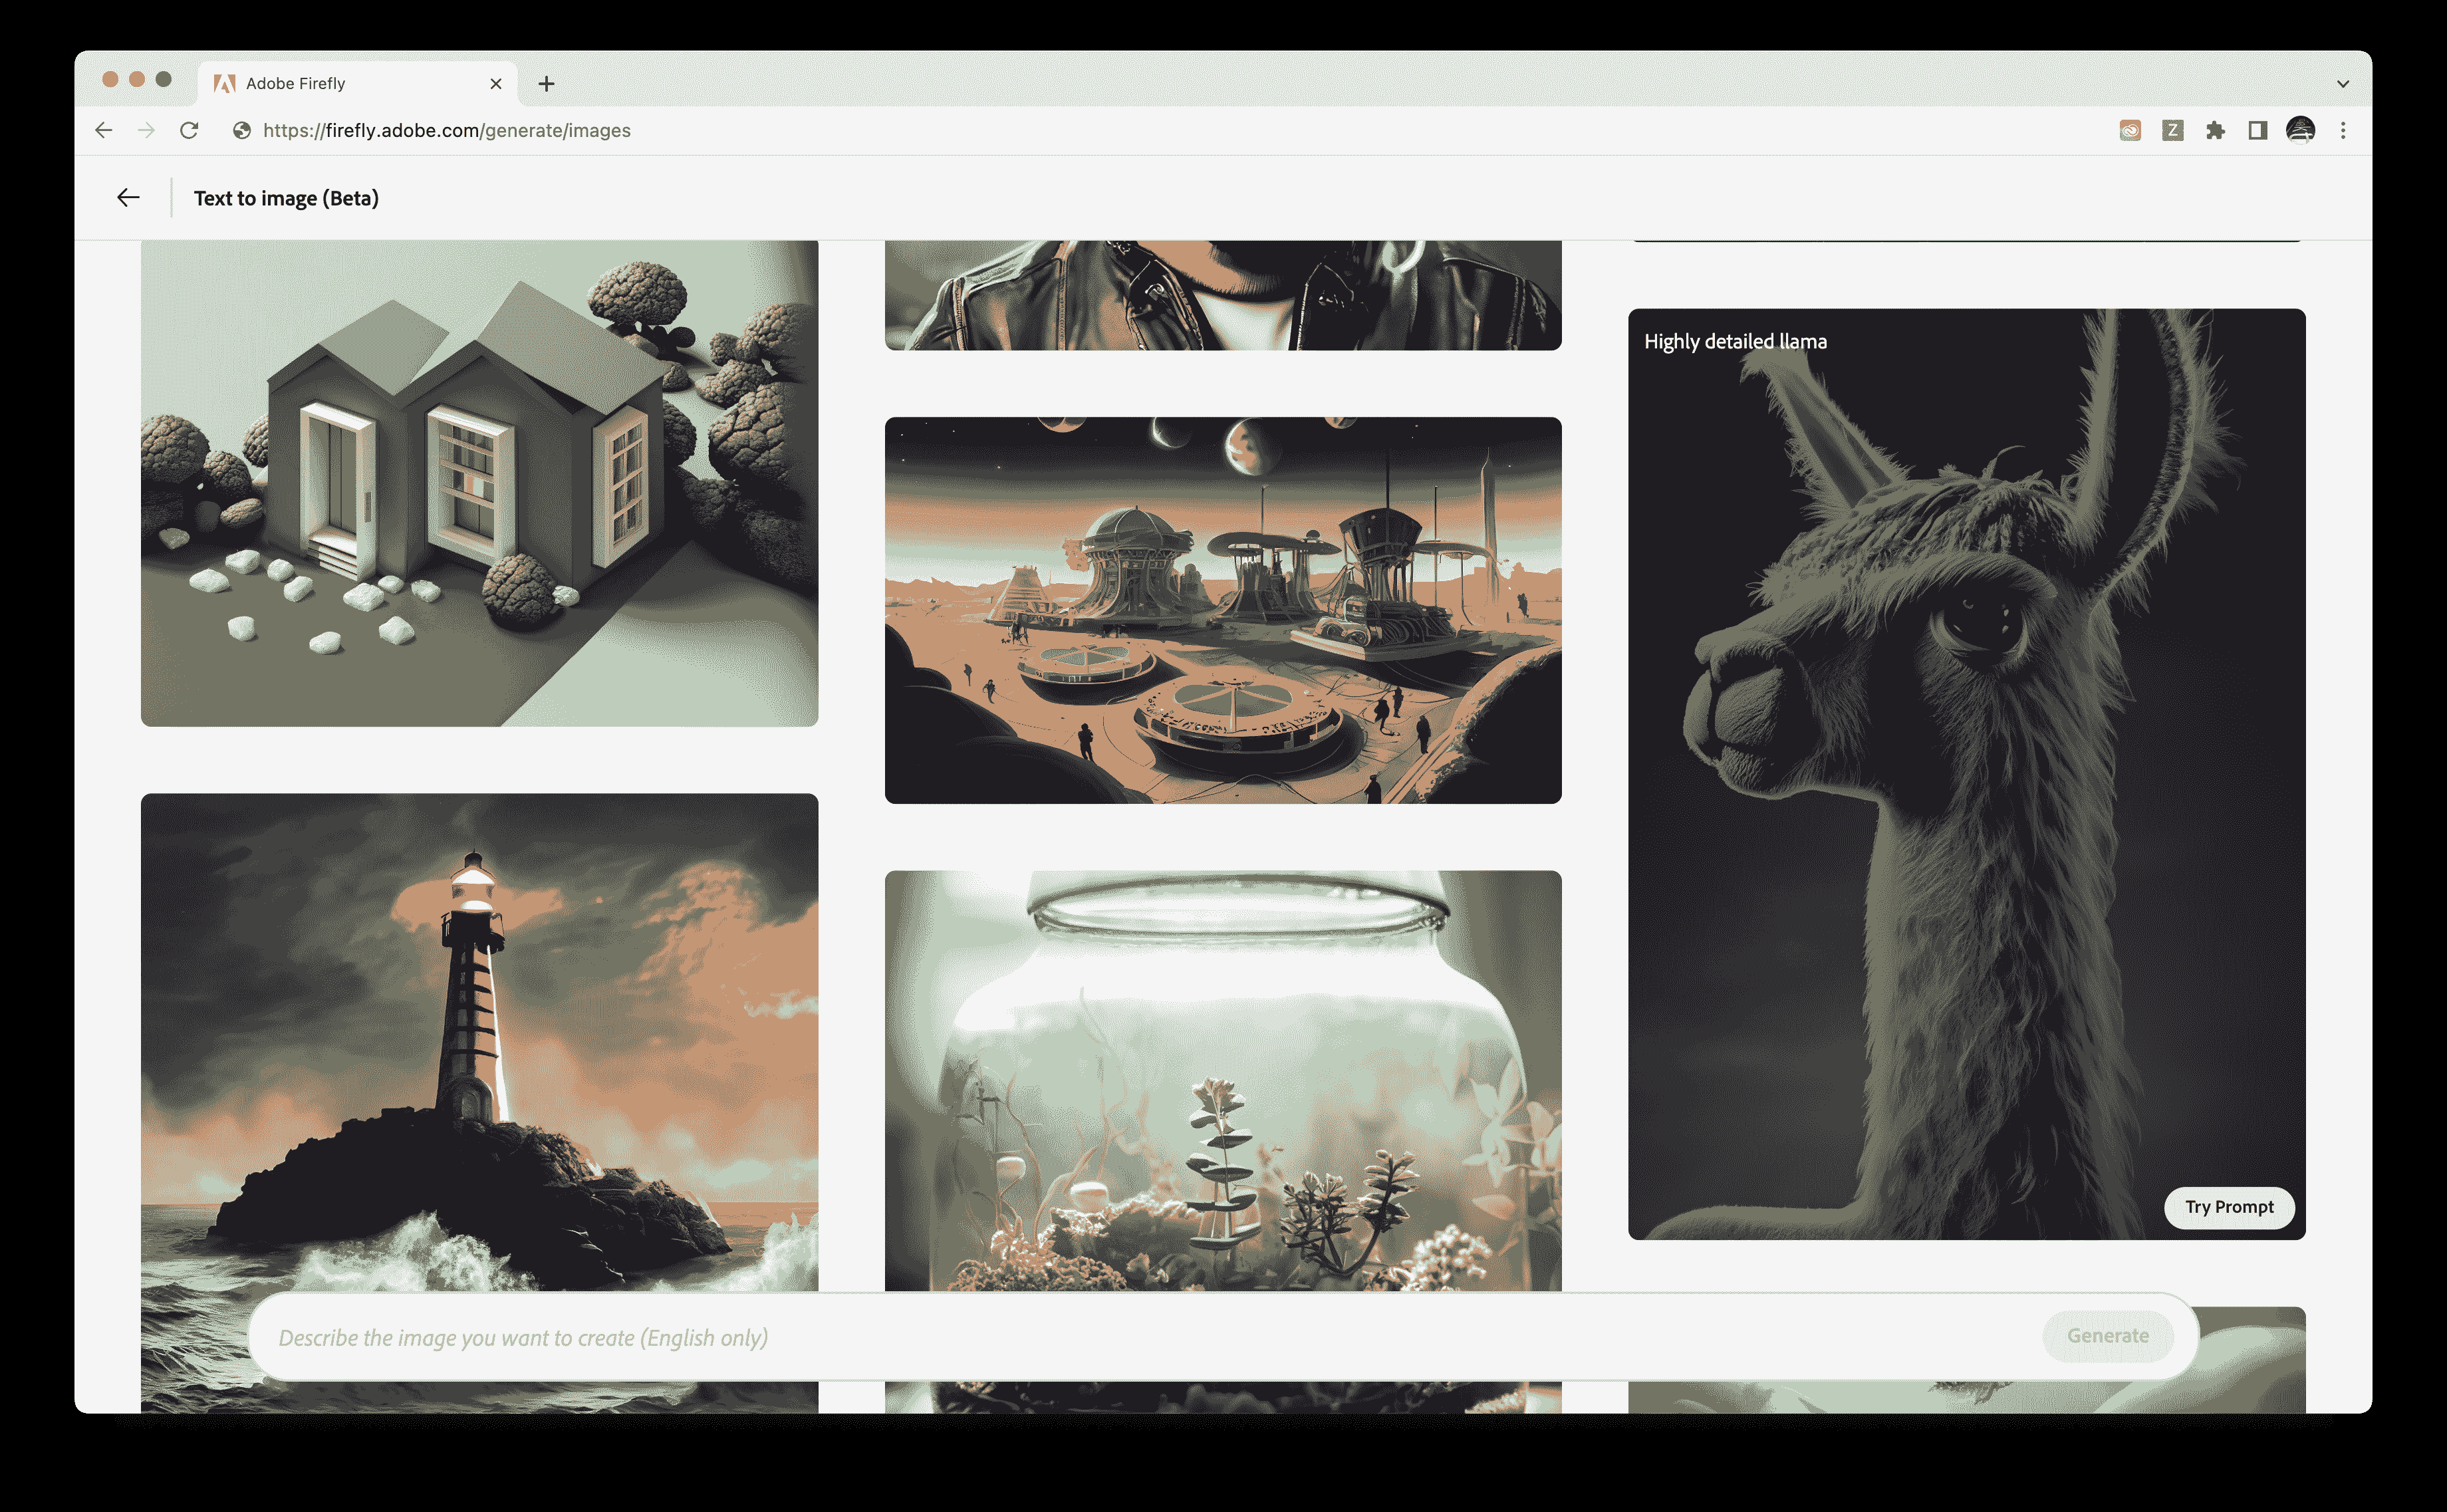 Adobe Firefly
https://firefly.adobe.com/generate/images
Z
Text to image (Beta)
Highly detailed llama
Try Prompt
Describe the image you want to create (English only)
Generate